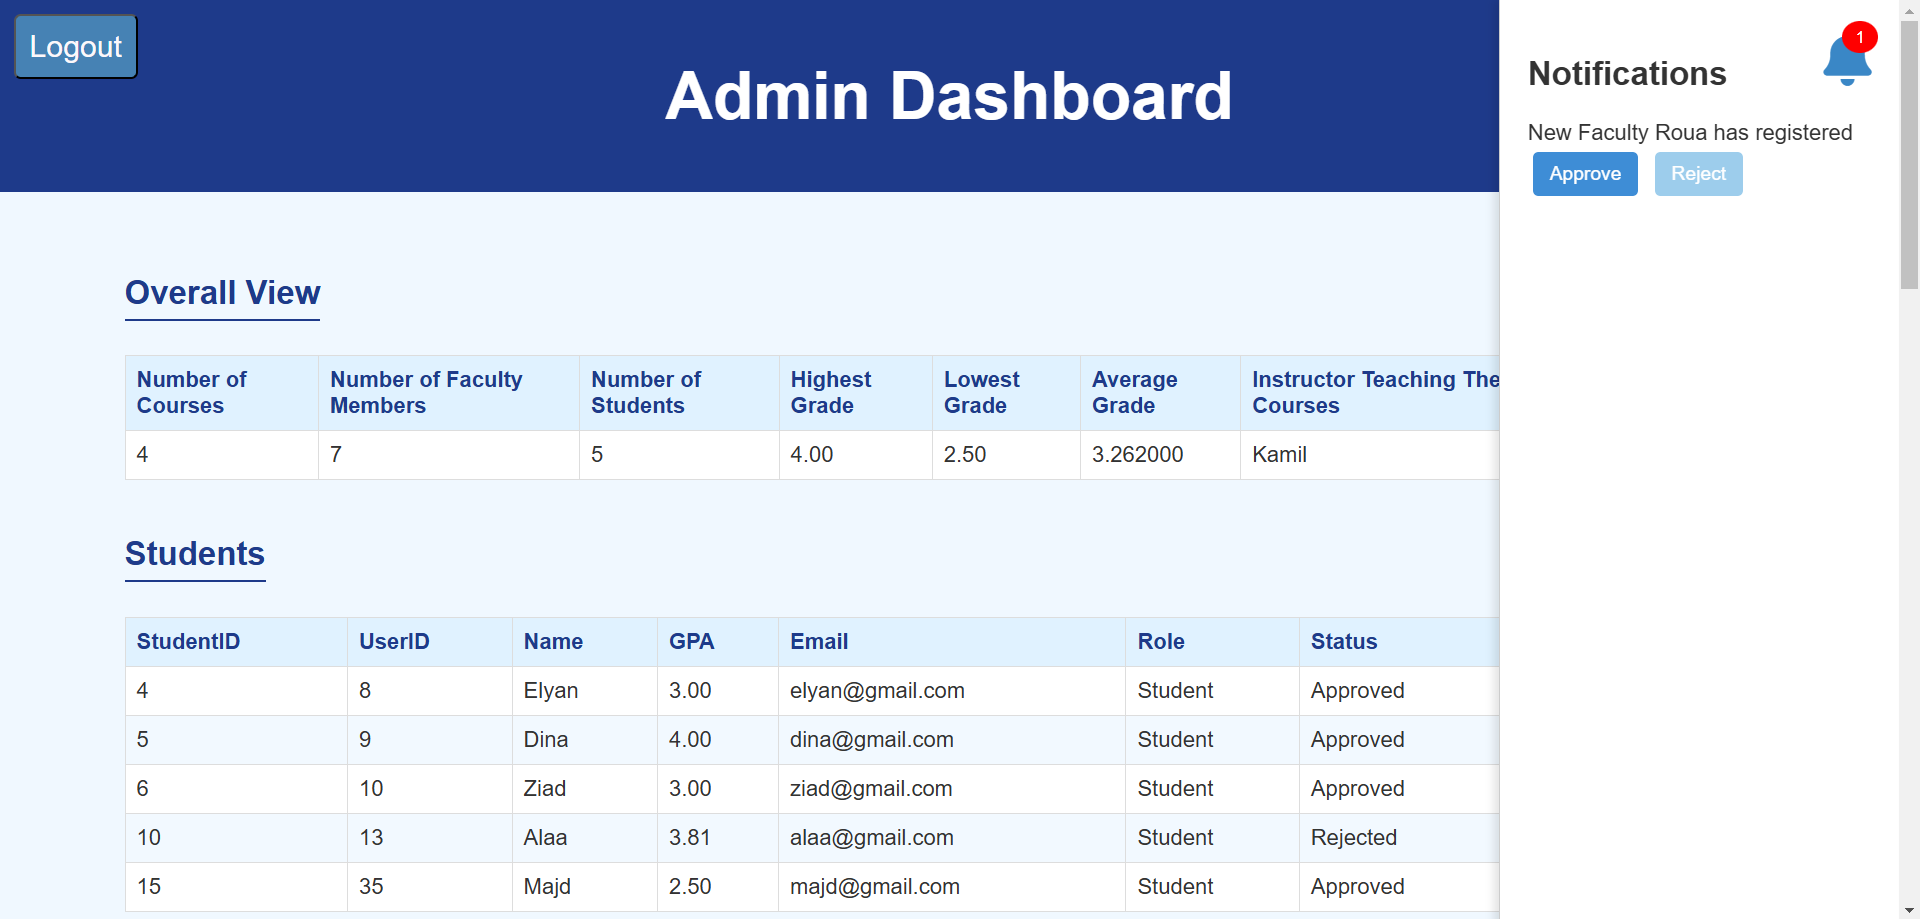 Logout
Admin Dashboard
Notifications
1
New Faculty Roua has registered
Approve Reject
Overall View
Number of Courses Number of Faculty Members Number of Students Highest Grade Lowest Grade Average Grade Instructor Teaching The Courses
4 7 5 4.00 2.50 3.262000 Kamil
Students
StudentID UserID Name GPA Email Role Status
4 8 Elyan 3.00 elyan@gmail.com Student Approved
5 9 Dina 4.00 dina@gmail.com Student Approved
6 10 Ziad 3.00 ziad@gmail.com Student Approved
10 13 Alaa 3.81 alaa@gmail.com Student Rejected
15 35 Majd 2.50 majd@gmail.com Student Approved